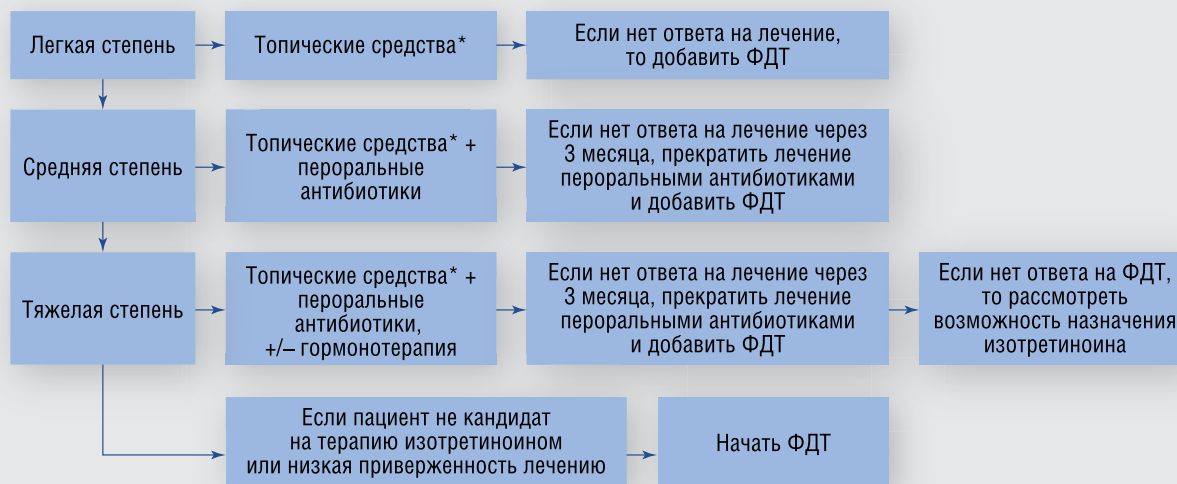 Легкая степень
Топические средства*
Если нет ответа на лечение,
то добавить ФДТ
Средняя степень
Топические средства* +
пероральные
антибиотики
Если нет ответа на лечение через
3 месяца, прекратить лечение
пероральными антибиотиками
и добавить ФДТ
Тяжелая степень
Топические средства* +
пероральные
антибиотики,
+/– гормонотерапия
Если нет ответа на лечение через
3 месяца, прекратить лечение
пероральными антибиотиками
и добавить ФДТ
Если нет ответа на ФДТ,
то рассмотреть
возможность назначения
изотретиноина
Если пациент не кандидат
на терапию изотретиноином
или низкая приверженность лечению
Начать ФДТ